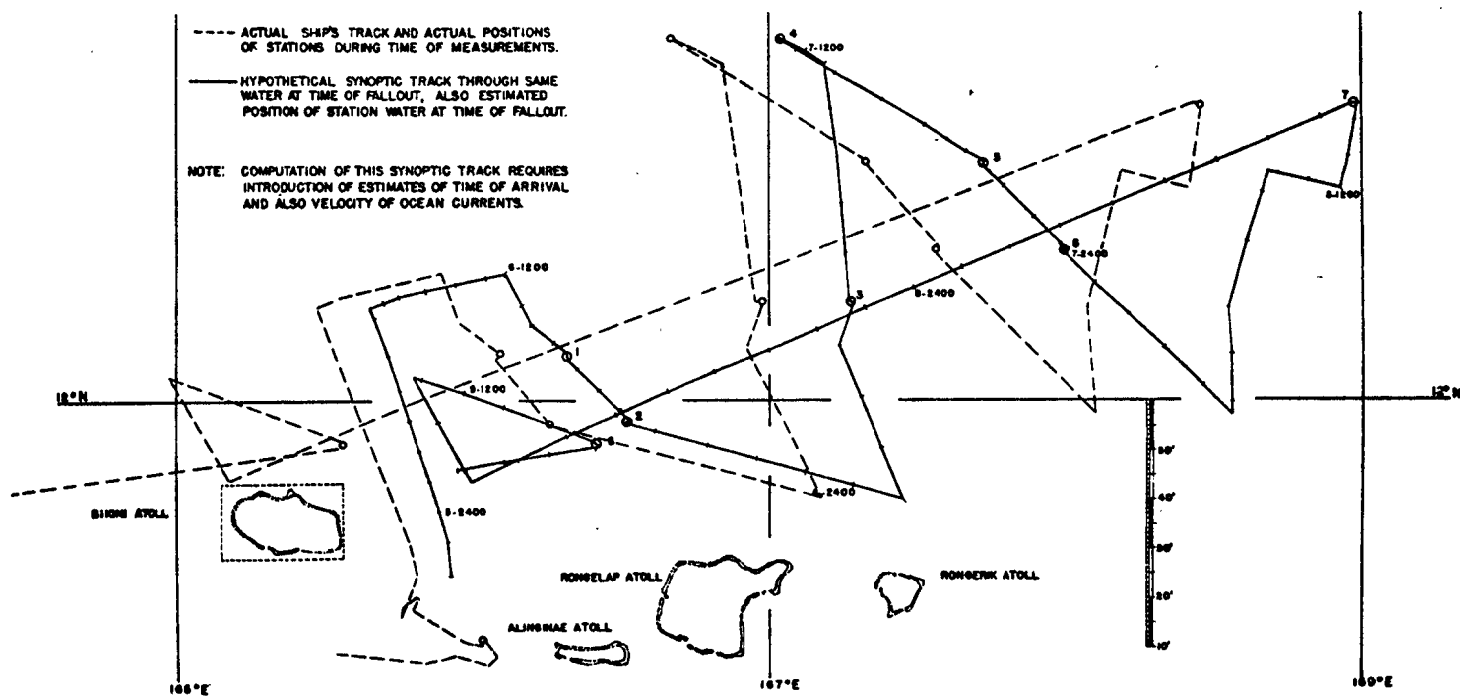 ACTUAL SHIP'S TRACK AND ACTUAL POSITIONS
OF STATIONS DURING TIME OF MEASUREMENTS.
HYPOTHETICAL SYNOPTIC TRACK THROUGH SAME
WATER AT TIME OF FALLOUT, ALSO ESTIMATED
POSITION OF STATION WATER AT TIME OF FALLOUT.
NOTE: COMPUTATION OF THIS SYNOPTIC TRACK REQUIRES
INTRODUCTION OF ESTIMATES OF TIME OF ARRIVAL
AND ALSO VELOCITY OF OCEAN CURRENTS.
4
7-1200
7
5
8-1200
6
7-2400
6-1200
3
8-2400
1
9-1200
12°N
12°N
2
50'
6-2400
40'
BIKINI ATOLL
5-2400
30'
RONGELAP ATOLL
RONGERIK ATOLL
20'
AILINGINAE ATOLL
10'
166°E
167°E
169°E